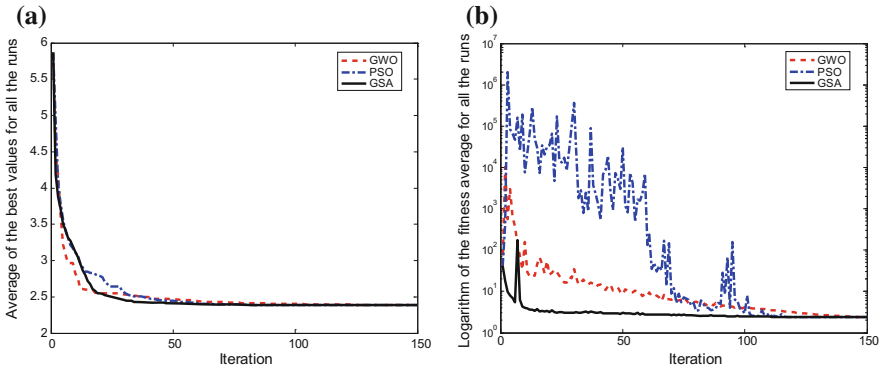 (a)
Average of the best values for all the runs
6
5.5
5
4.5
4
3.5
3
2.5
2
0
50
100
150
Iteration
GWO
PSO
GSA
(b)
Logarithm of the fitness average for all the runs
10^7
10^6
10^5
10^4
10^3
10^2
10^1
10^0
0
50
100
150
Iteration
GWO
PSO
GSA